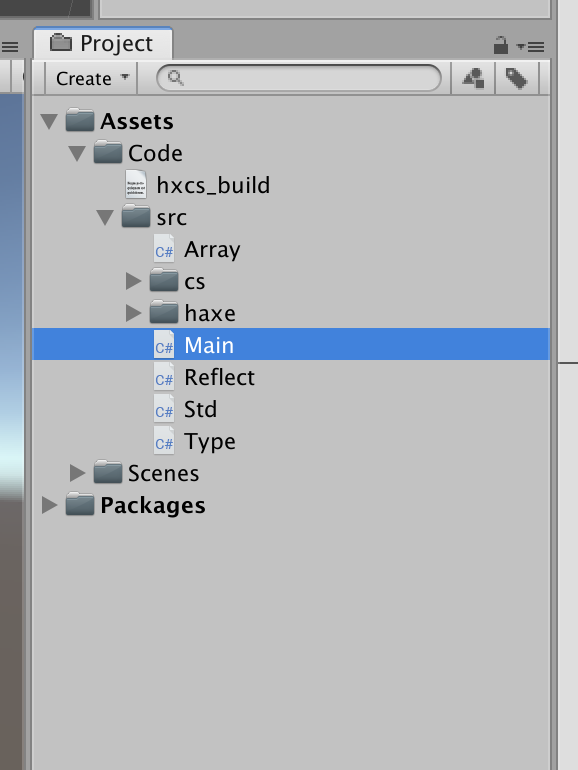 Project
Create
Assets
Code
hxcs_build
src
C# Array
cs
haxe
C# Main
C# Reflect
C# Std
C# Type
Scenes
Packages